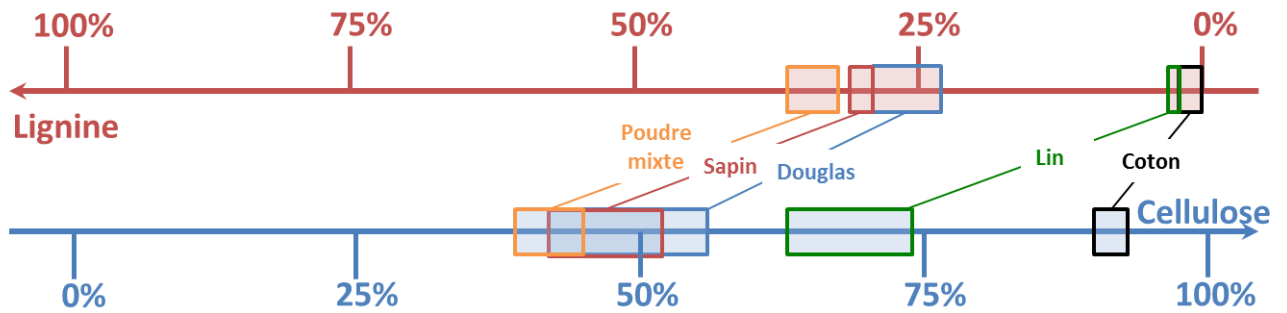 100% 75% 50% 25% 0%
Lignine
Poudre
mixte
Sapin
Douglas
Lin
Coton
Cellulose
0% 25% 50% 75% 100%